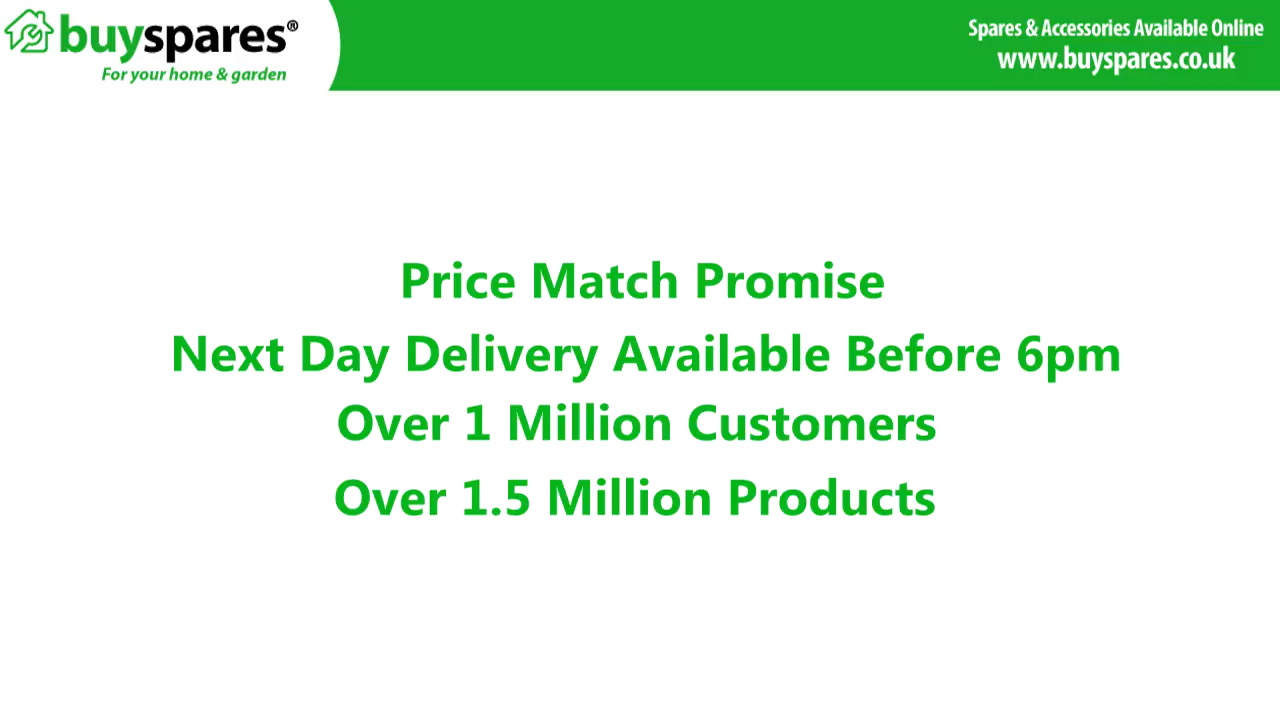 buyspares®
For your home & garden
Spares & Accessories Available Online
www.buyspares.co.uk
Price Match Promise
Next Day Delivery Available Before 6pm
Over 1 Million Customers
Over 1.5 Million Products